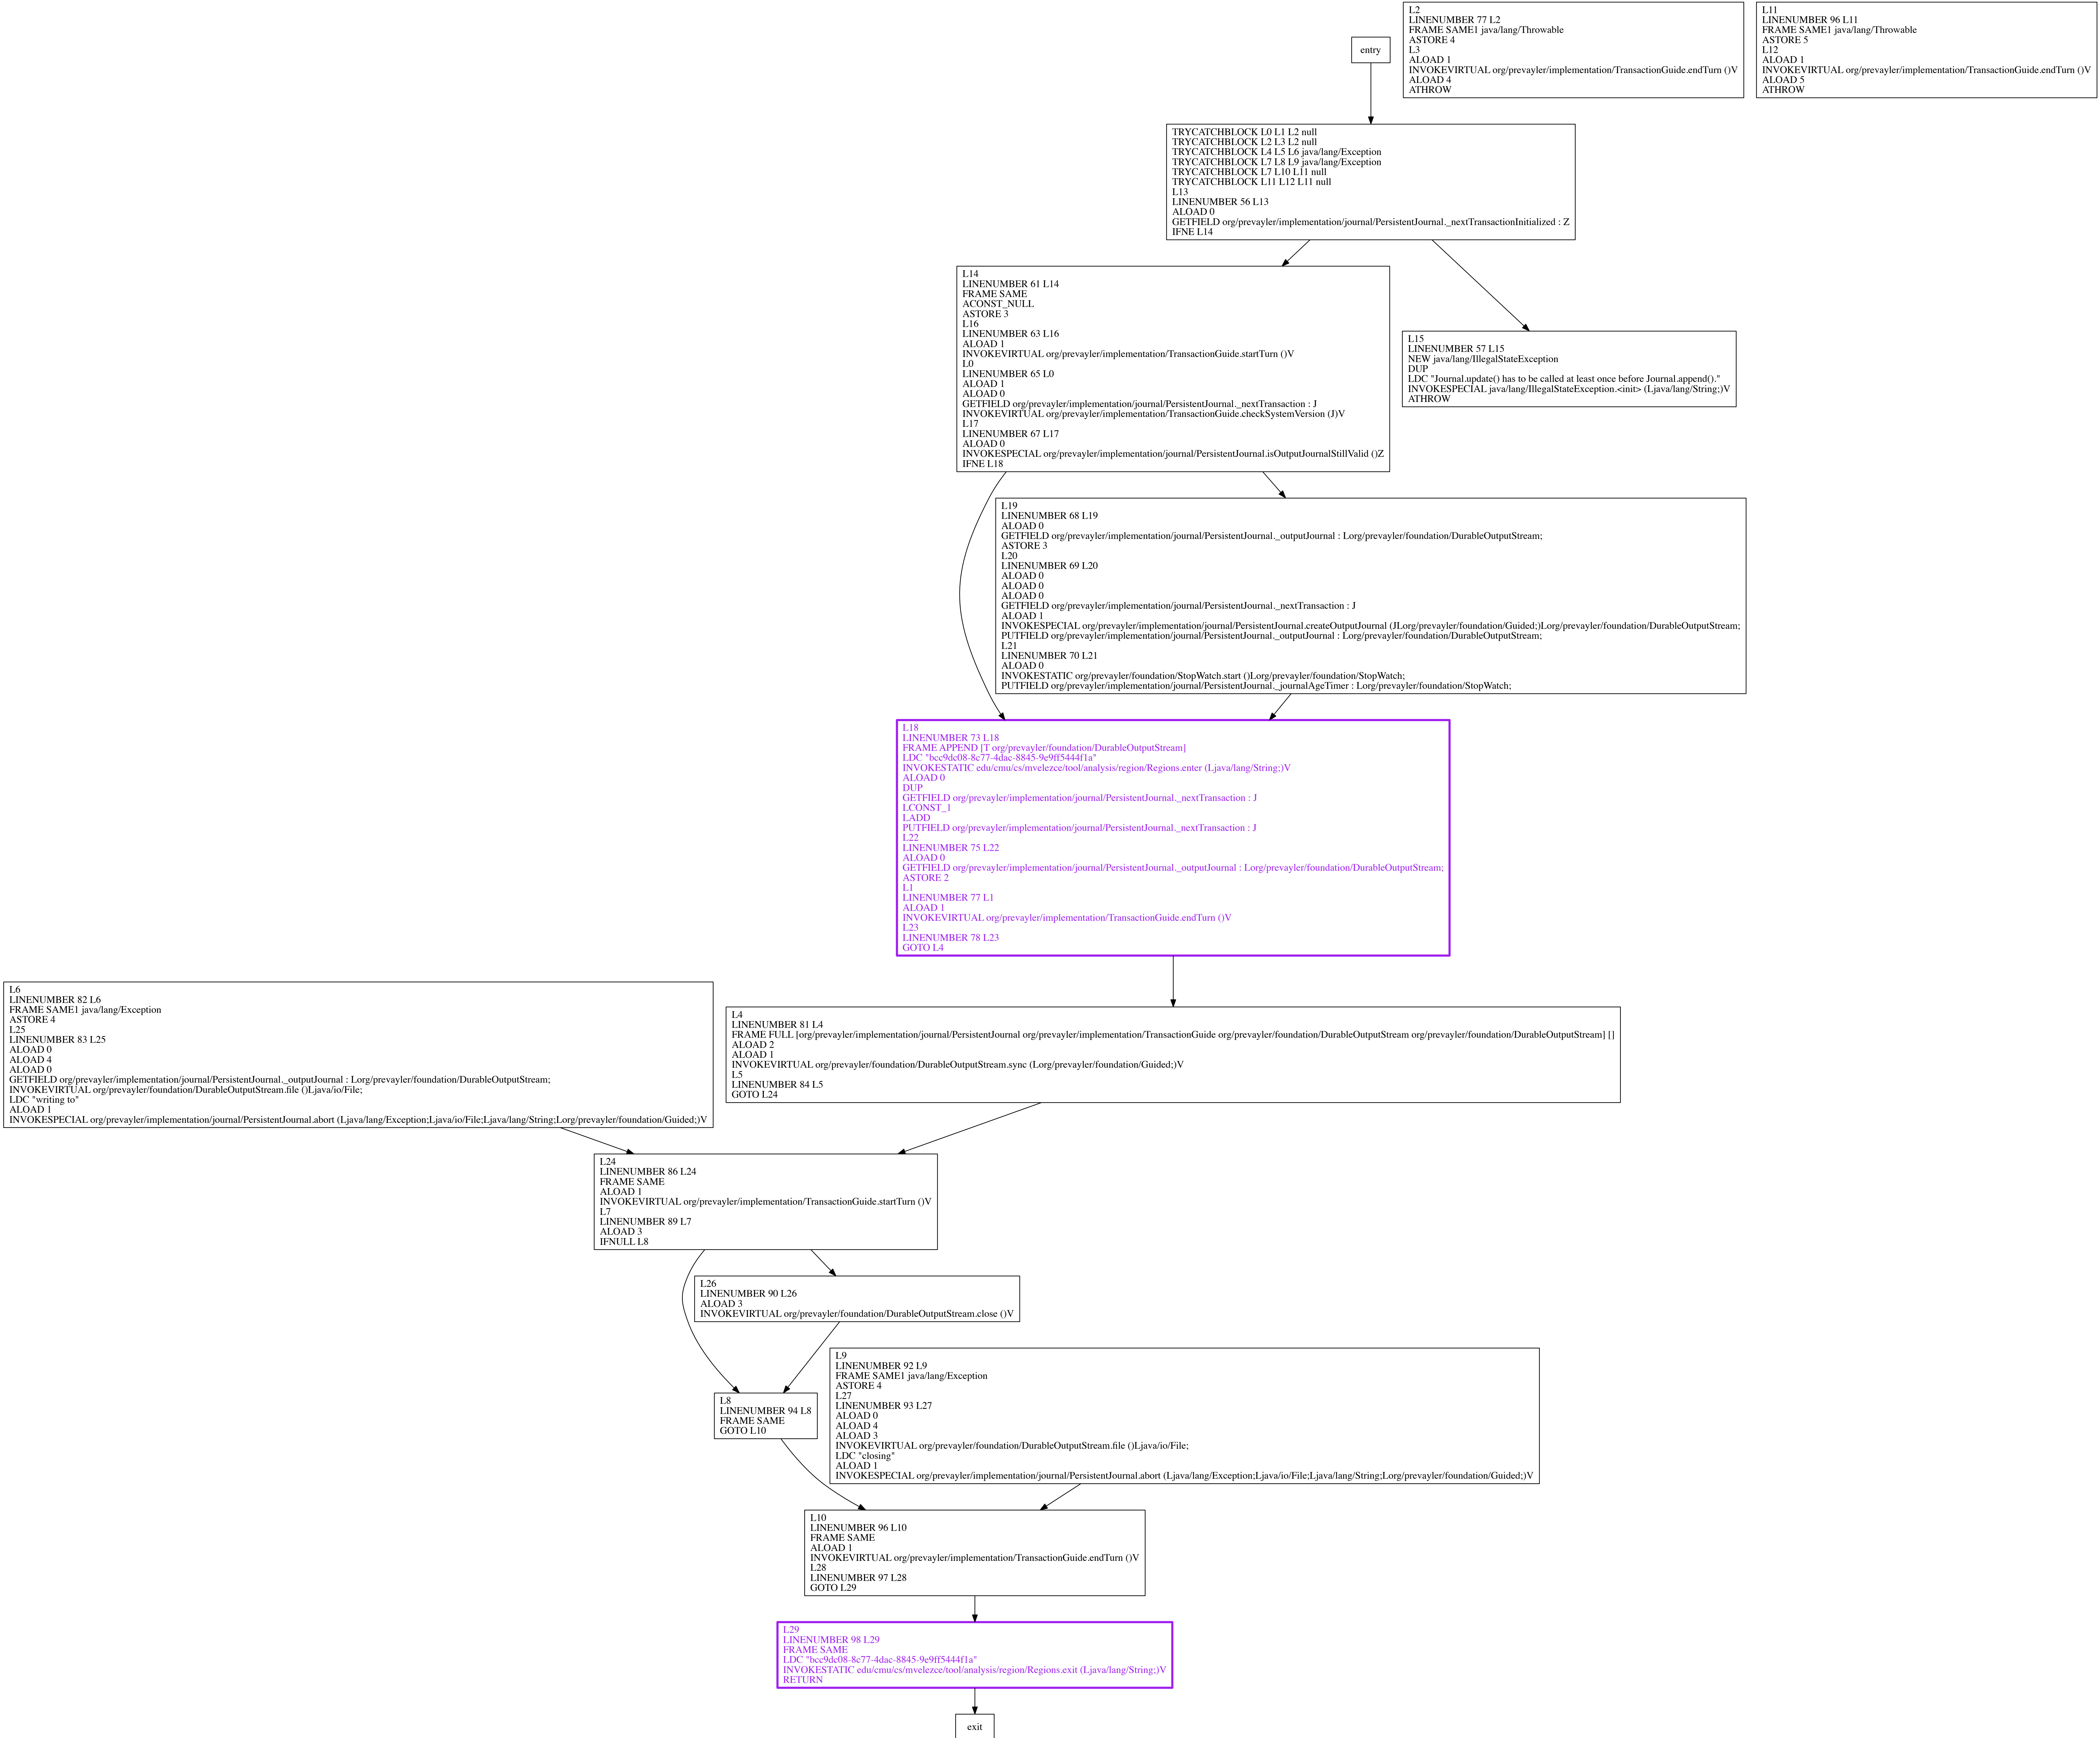 entry
L2
LINENUMBER 77 L2
FRAME SAME1 java/lang/Throwable
ASTORE 4
L3
ALOAD 1
INVOKEVIRTUAL org/prevayler/implementation/TransactionGuide.endTurn ()V
ALOAD 4
ATHROW
L11
LINENUMBER 96 L11
FRAME SAME1 java/lang/Throwable
ASTORE 5
L12
ALOAD 1
INVOKEVIRTUAL org/prevayler/implementation/TransactionGuide.endTurn ()V
ALOAD 5
ATHROW
TRYCATCHBLOCK L0 L1 L2 null
TRYCATCHBLOCK L2 L3 L2 null
TRYCATCHBLOCK L4 L5 L6 java/lang/Exception
TRYCATCHBLOCK L7 L8 L9 java/lang/Exception
TRYCATCHBLOCK L7 L10 L11 null
TRYCATCHBLOCK L11 L12 L11 null
L13
LINENUMBER 56 L13
ALOAD 0
GETFIELD org/prevayler/implementation/journal/PersistentJournal._nextTransactionInitialized : Z
IFNE L14
L14
LINENUMBER 61 L14
FRAME SAME
ACONST_NULL
ASTORE 3
L16
LINENUMBER 63 L16
ALOAD 1
INVOKEVIRTUAL org/prevayler/implementation/TransactionGuide.startTurn ()V
L0
LINENUMBER 65 L0
ALOAD 1
ALOAD 0
GETFIELD org/prevayler/implementation/journal/PersistentJournal._nextTransaction : J
INVOKEVIRTUAL org/prevayler/implementation/TransactionGuide.checkSystemVersion (J)V
L17
LINENUMBER 67 L17
ALOAD 0
INVOKESPECIAL org/prevayler/implementation/journal/PersistentJournal.isOutputJournalStillValid ()Z
IFNE L18
L15
LINENUMBER 57 L15
NEW java/lang/IllegalStateException
DUP
LDC "Journal.update() has to be called at least once before Journal.append()."
INVOKESPECIAL java/lang/IllegalStateException.<init> (Ljava/lang/String;)V
ATHROW
L19
LINENUMBER 68 L19
ALOAD 0
GETFIELD org/prevayler/implementation/journal/PersistentJournal._outputJournal : Lorg/prevayler/foundation/DurableOutputStream;
ASTORE 3
L20
LINENUMBER 69 L20
ALOAD 0
ALOAD 0
ALOAD 0
GETFIELD org/prevayler/implementation/journal/PersistentJournal._nextTransaction : J
ALOAD 1
INVOKESPECIAL org/prevayler/implementation/journal/PersistentJournal.createOutputJournal (JLorg/prevayler/foundation/Guided;)Lorg/prevayler/foundation/DurableOutputStream;
PUTFIELD org/prevayler/implementation/journal/PersistentJournal._outputJournal : Lorg/prevayler/foundation/DurableOutputStream;
L21
LINENUMBER 70 L21
ALOAD 0
INVOKESTATIC org/prevayler/foundation/StopWatch.start ()Lorg/prevayler/foundation/StopWatch;
PUTFIELD org/prevayler/implementation/journal/PersistentJournal._journalAgeTimer : Lorg/prevayler/foundation/StopWatch;
L18
LINENUMBER 73 L18
FRAME APPEND [T org/prevayler/foundation/DurableOutputStream]
LDC "bcc9dc08-8c77-4dac-8845-9e9ff5444f1a"
INVOKESTATIC edu/cmu/cs/mvelezce/tool/analysis/region/Regions.enter (Ljava/lang/String;)V
ALOAD 0
DUP
GETFIELD org/prevayler/implementation/journal/PersistentJournal._nextTransaction : J
LCONST_1
LADD
PUTFIELD org/prevayler/implementation/journal/PersistentJournal._nextTransaction : J
L22
LINENUMBER 75 L22
ALOAD 0
GETFIELD org/prevayler/implementation/journal/PersistentJournal._outputJournal : Lorg/prevayler/foundation/DurableOutputStream;
ASTORE 2
L1
LINENUMBER 77 L1
ALOAD 1
INVOKEVIRTUAL org/prevayler/implementation/TransactionGuide.endTurn ()V
L23
LINENUMBER 78 L23
GOTO L4
L6
LINENUMBER 82 L6
FRAME SAME1 java/lang/Exception
ASTORE 4
L25
LINENUMBER 83 L25
ALOAD 0
ALOAD 4
ALOAD 0
GETFIELD org/prevayler/implementation/journal/PersistentJournal._outputJournal : Lorg/prevayler/foundation/DurableOutputStream;
INVOKEVIRTUAL org/prevayler/foundation/DurableOutputStream.file ()Ljava/io/File;
LDC "writing to"
ALOAD 1
INVOKESPECIAL org/prevayler/implementation/journal/PersistentJournal.abort (Ljava/lang/Exception;Ljava/io/File;Ljava/lang/String;Lorg/prevayler/foundation/Guided;)V
L4
LINENUMBER 81 L4
FRAME FULL [org/prevayler/implementation/journal/PersistentJournal org/prevayler/implementation/TransactionGuide org/prevayler/foundation/DurableOutputStream org/prevayler/foundation/DurableOutputStream] []
ALOAD 2
ALOAD 1
INVOKEVIRTUAL org/prevayler/foundation/DurableOutputStream.sync (Lorg/prevayler/foundation/Guided;)V
L5
LINENUMBER 84 L5
GOTO L24
L24
LINENUMBER 86 L24
FRAME SAME
ALOAD 1
INVOKEVIRTUAL org/prevayler/implementation/TransactionGuide.startTurn ()V
L7
LINENUMBER 89 L7
ALOAD 3
IFNULL L8
L26
LINENUMBER 90 L26
ALOAD 3
INVOKEVIRTUAL org/prevayler/foundation/DurableOutputStream.close ()V
L9
LINENUMBER 92 L9
FRAME SAME1 java/lang/Exception
ASTORE 4
L27
LINENUMBER 93 L27
ALOAD 0
ALOAD 4
ALOAD 3
INVOKEVIRTUAL org/prevayler/foundation/DurableOutputStream.file ()Ljava/io/File;
LDC "closing"
ALOAD 1
INVOKESPECIAL org/prevayler/implementation/journal/PersistentJournal.abort (Ljava/lang/Exception;Ljava/io/File;Ljava/lang/String;Lorg/prevayler/foundation/Guided;)V
L8
LINENUMBER 94 L8
FRAME SAME
GOTO L10
L10
LINENUMBER 96 L10
FRAME SAME
ALOAD 1
INVOKEVIRTUAL org/prevayler/implementation/TransactionGuide.endTurn ()V
L28
LINENUMBER 97 L28
GOTO L29
L29
LINENUMBER 98 L29
FRAME SAME
LDC "bcc9dc08-8c77-4dac-8845-9e9ff5444f1a"
INVOKESTATIC edu/cmu/cs/mvelezce/tool/analysis/region/Regions.exit (Ljava/lang/String;)V
RETURN
exit